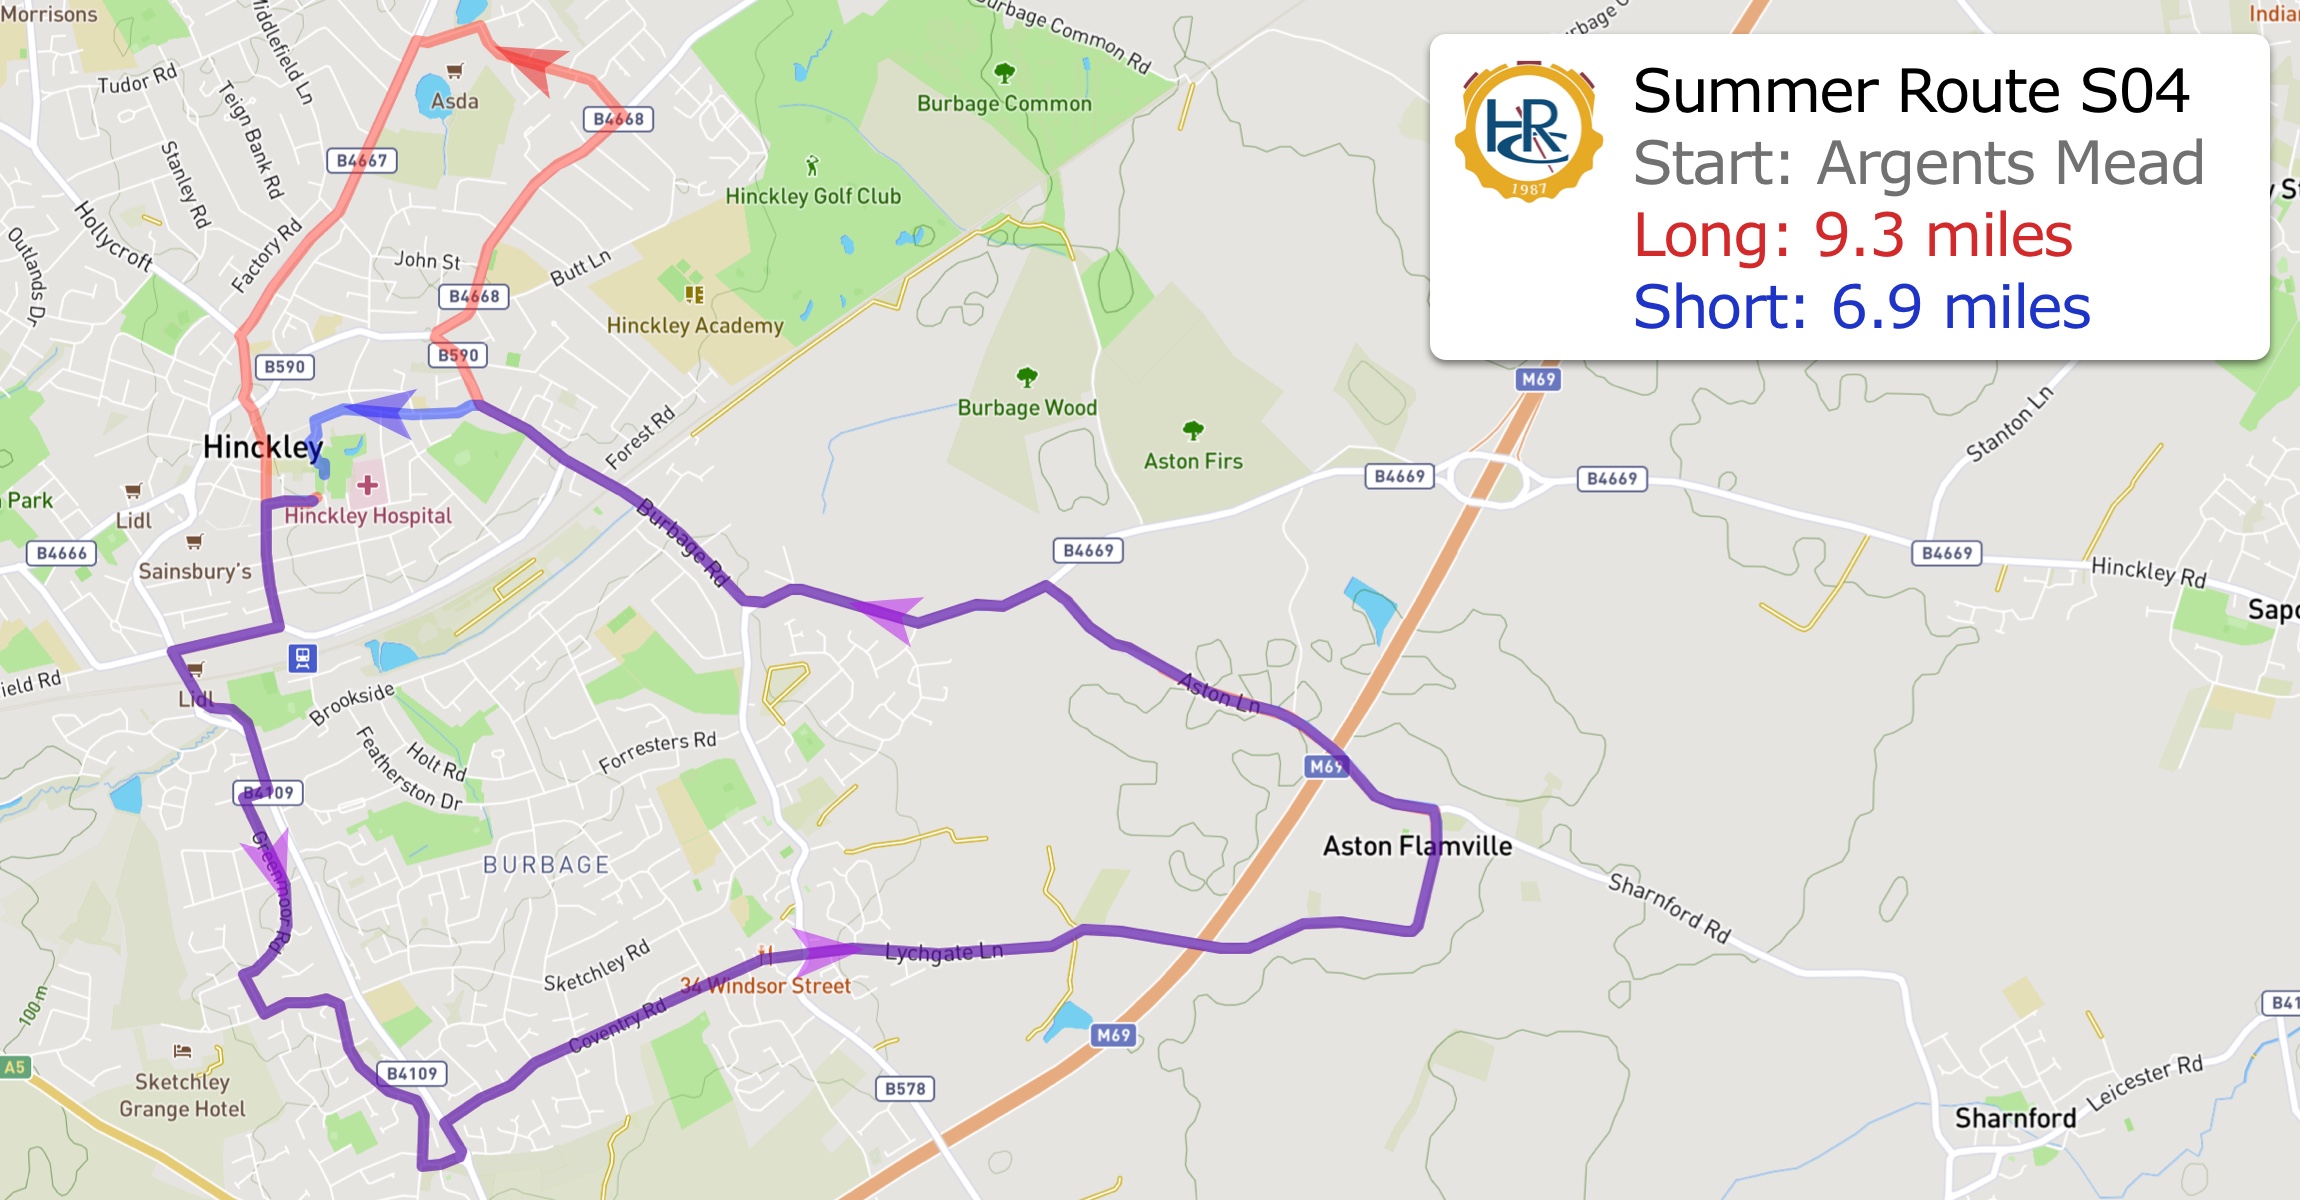 Morrisons
Middlefield Ln
Burbage Common Rd
Tudor Rd
Teign Bank Rd
Asda
B4668
Burbage Common
Summer Route S04
Start: Argents Mead
Long: 9.3 miles
Short: 6.9 miles
HR
1987
B4667
Stanley Rd
Hinckley Golf Club
Hollycroft
Outlands Dr
Factory Rd
John St
Butt Ln
B4668
Hinckley Academy
B590
B590
M69
Burbage Wood
Stanton Ln
Forest Rd
Hinckley
Aston Firs
B4669
B4669
Park
Lidl
Hinckley Hospital
B4666
Sainsbury's
Burbage Rd
B4669
B4669
Hinckley Rd
Lidl
ield Rd
Brookside
Aston Ln
Featherston Dr
Holt Rd
Forresters Rd
M69
B4109
Greenmoor Rd
BURBAGE
Aston Flamville
Sharnford Rd
Sketchley Rd
Lychgate Ln
34 Windsor Street
Coventry Rd
100 m
M69
A5
Sketchley
Grange Hotel
B4109
B578
Leicester Rd
Sharnford